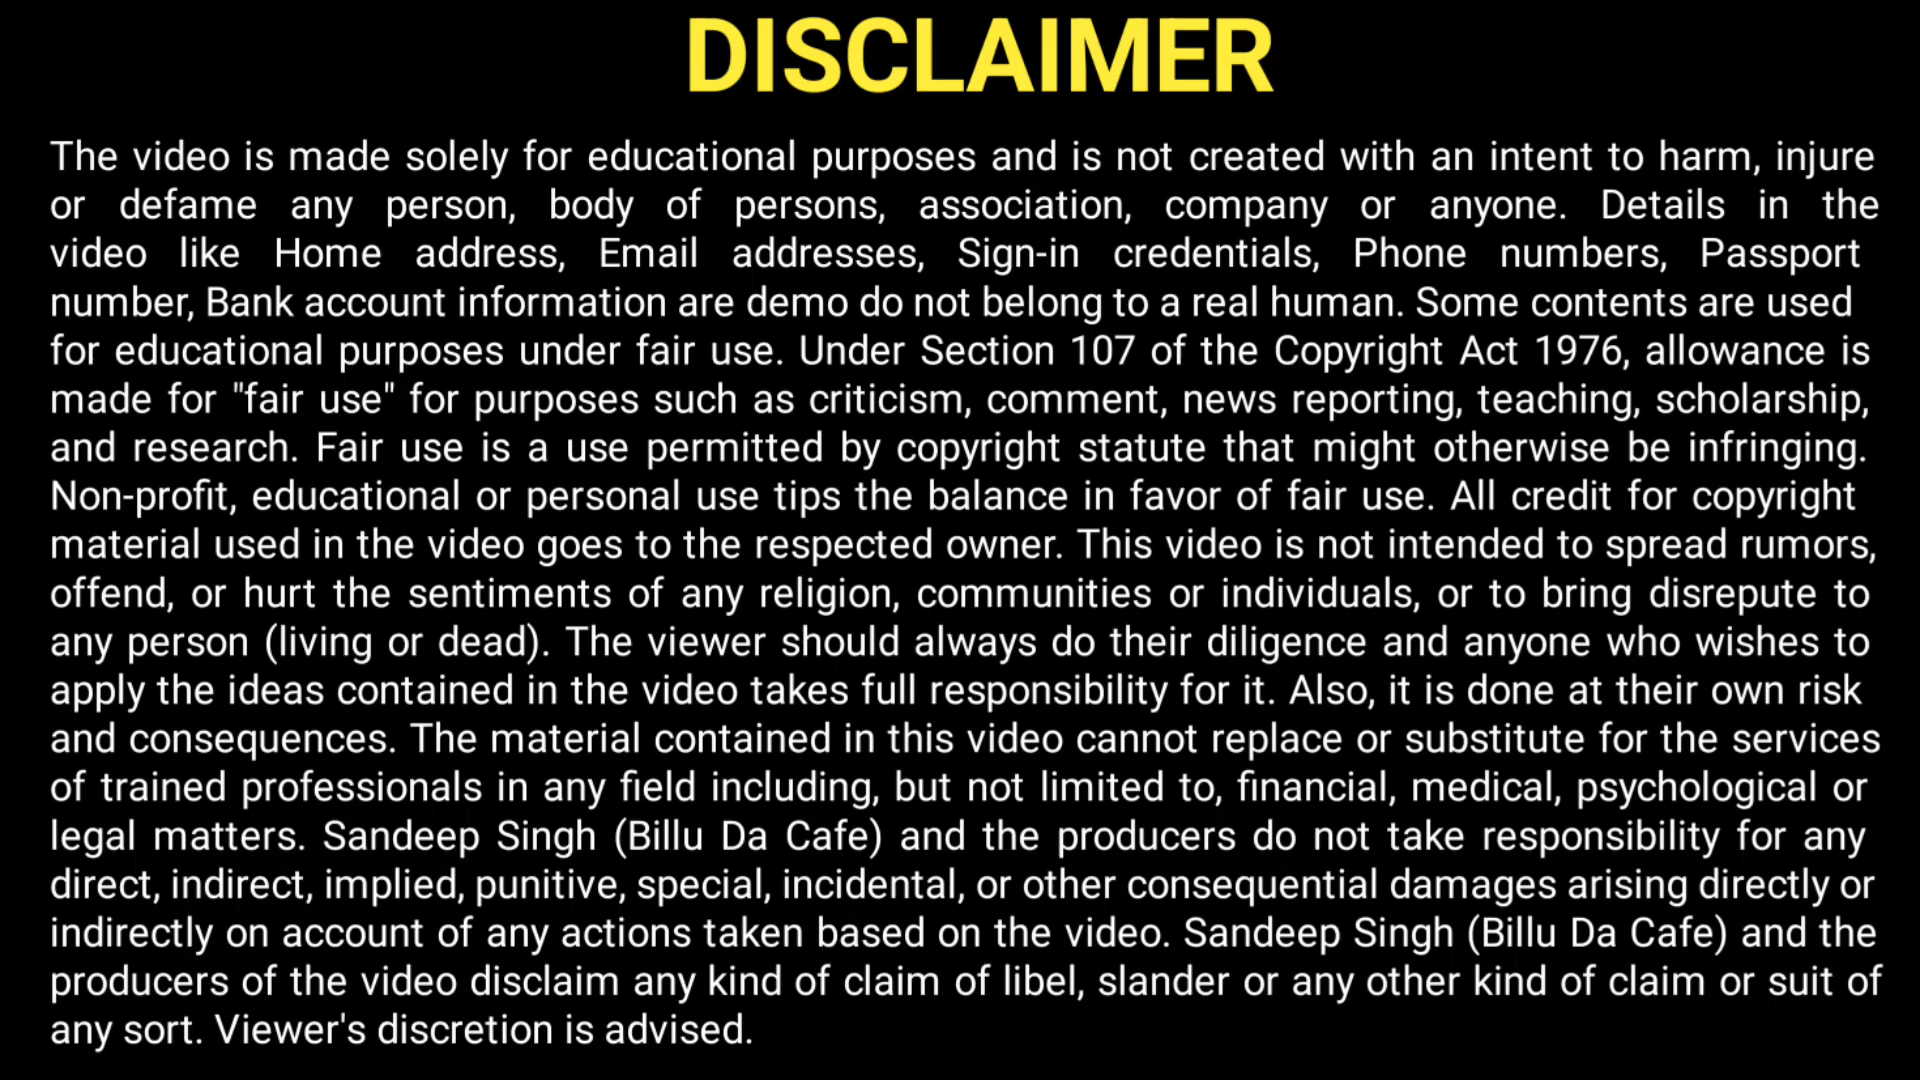 DISCLAIMER
The video is made solely for educational purposes and is not created with an intent to harm, injure
or defame any person, body of persons, association, company or anyone. Details in the
video like Home address, Email addresses, Sign-in credentials, Phone numbers, Passport
number, Bank account information are demo do not belong to a real human. Some contents are used
for educational purposes under fair use. Under Section 107 of the Copyright Act 1976, allowance is
made for "fair use" for purposes such as criticism, comment, news reporting, teaching, scholarship,
and research. Fair use is a use permitted by copyright statute that might otherwise be infringing.
Non-profit, educational or personal use tips the balance in favor of fair use. All credit for copyright
material used in the video goes to the respected owner. This video is not intended to spread rumors,
offend, or hurt the sentiments of any religion, communities or individuals, or to bring disrepute to
any person (living or dead). The viewer should always do their diligence and anyone who wishes to
apply the ideas contained in the video takes full responsibility for it. Also, it is done at their own risk
and consequences. The material contained in this video cannot replace or substitute for the services
of trained professionals in any field including, but not limited to, financial, medical, psychological or
legal matters. Sandeep Singh (Billu Da Cafe) and the producers do not take responsibility for any
direct, indirect, implied, punitive, special, incidental, or other consequential damages arising directly or
indirectly on account of any actions taken based on the video. Sandeep Singh (Billu Da Cafe) and the
producers of the video disclaim any kind of claim of libel, slander or any other kind of claim or suit of
any sort. Viewer's discretion is advised.